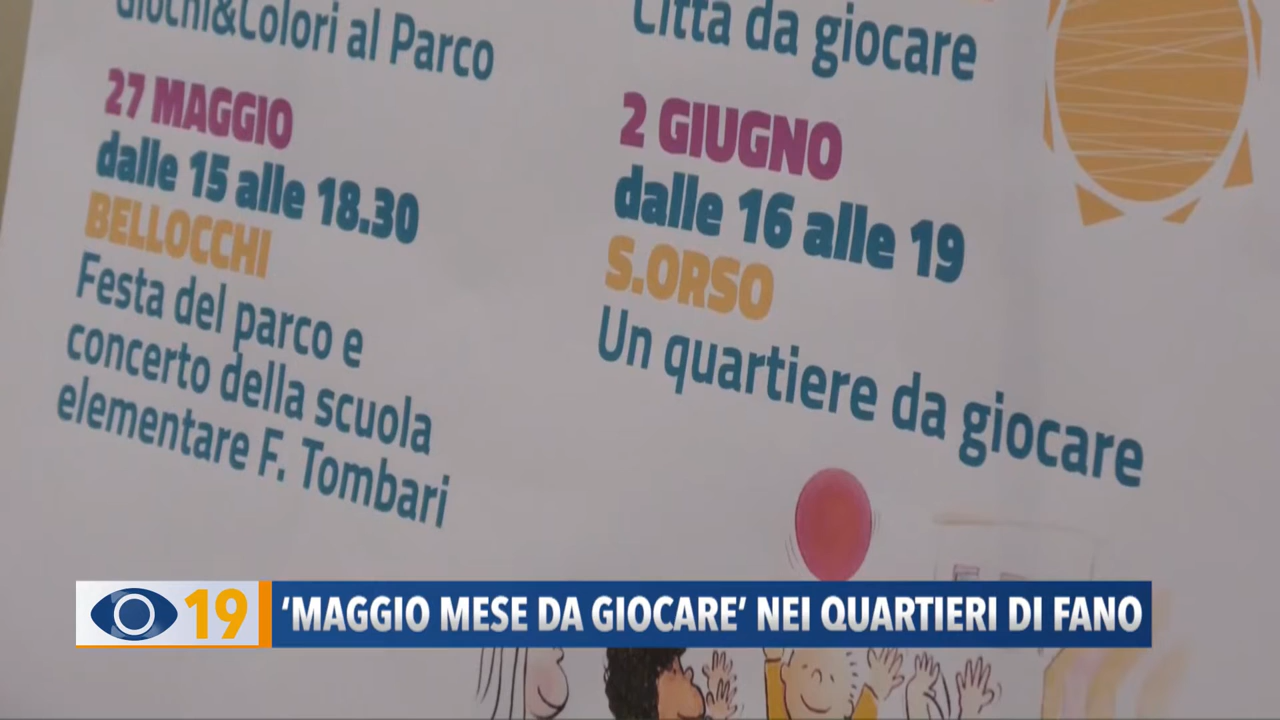 Giochi&Colori al Parco
27 MAGGIO
dalle 15 alle 18.30
BELLOCCHI
Festa del parco e
concerto della scuola
elementare F. Tombari
Città da giocare
2 GIUGNO
dalle 16 alle 19
S.ORSO
Un quartiere da giocare
19
‘MAGGIO MESE DA GIOCARE’ NEI QUARTIERI DI FANO